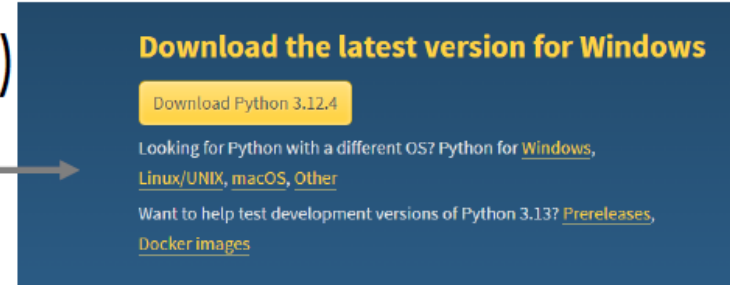 )
Download the latest version for Windows
Download Python 3.12.4
Looking for Python with a different OS? Python for Windows,
Linux/UNIX, macOS, Other
Want to help test development versions of Python 3.13? Prereleases,
Docker images